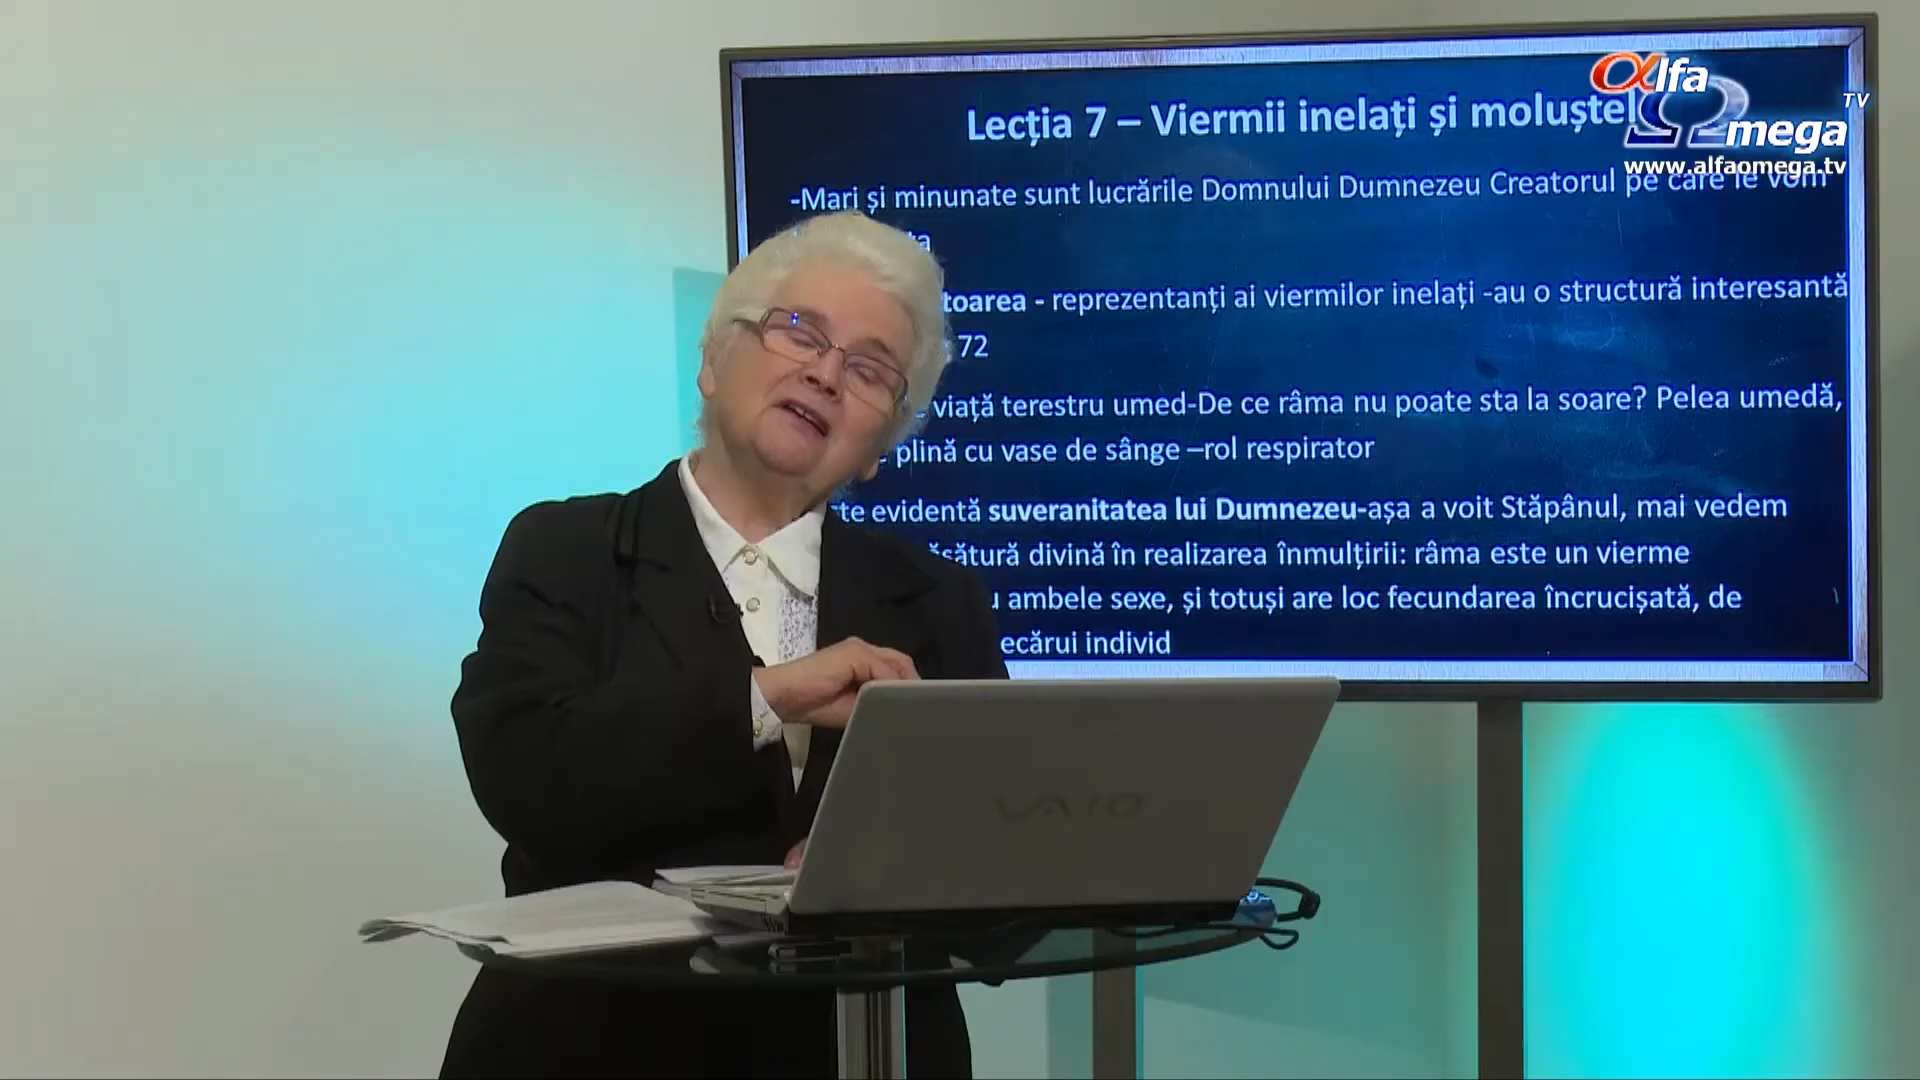 Lecția 7 – Viermii inelați și moluștel
αlfa
Ωmega
TV
www.alfaomega.tv
-Mari și minunate sunt lucrările Domnului Dumnezeu Creatorul pe care le vom
ta
toarea - reprezentanți ai viermilor inelați -au o structură interesantă
72
viață terestru umed-De ce râma nu poate sta la soare? Pelea umedă,
plină cu vase de sânge –rol respirator
te evidentă suveranitatea lui Dumnezeu-așa a voit Stăpânul, mai vedem
ăsătură divină în realizarea înmulțirii: râma este un vierme
u ambele sexe, și totuși are loc fecundarea încrucișată, de
ecărui individ
VAIO